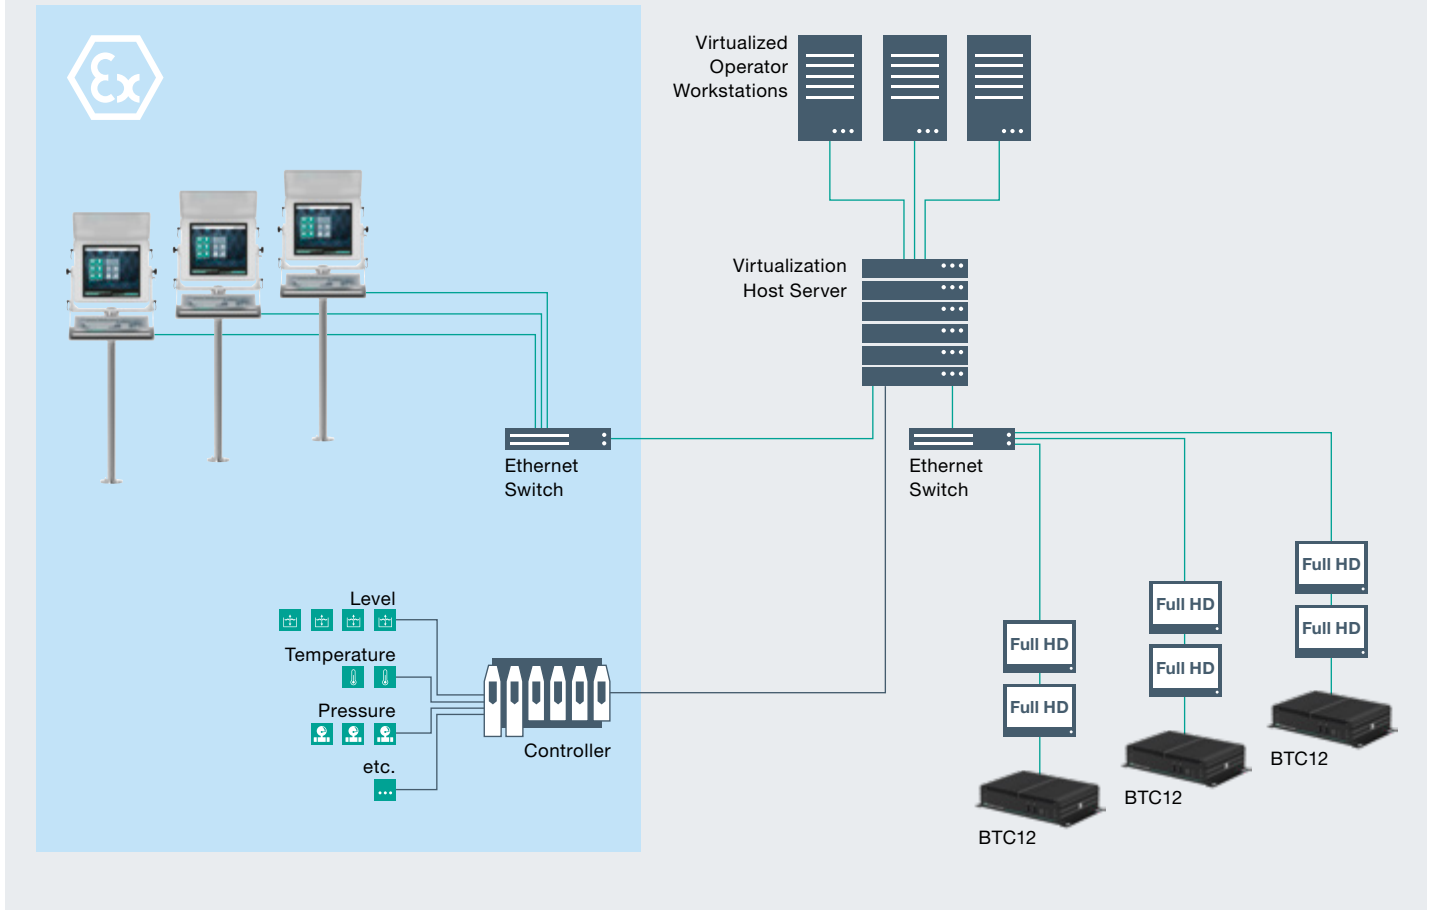 Ex
Virtualized
Operator
Workstations
Virtualization
Host Server
Ethernet
Switch
Ethernet
Switch
Level
Temperature
Pressure
etc.
Controller
Full HD
Full HD
BTC12
Full HD
Full HD
BTC12
Full HD
Full HD
BTC12